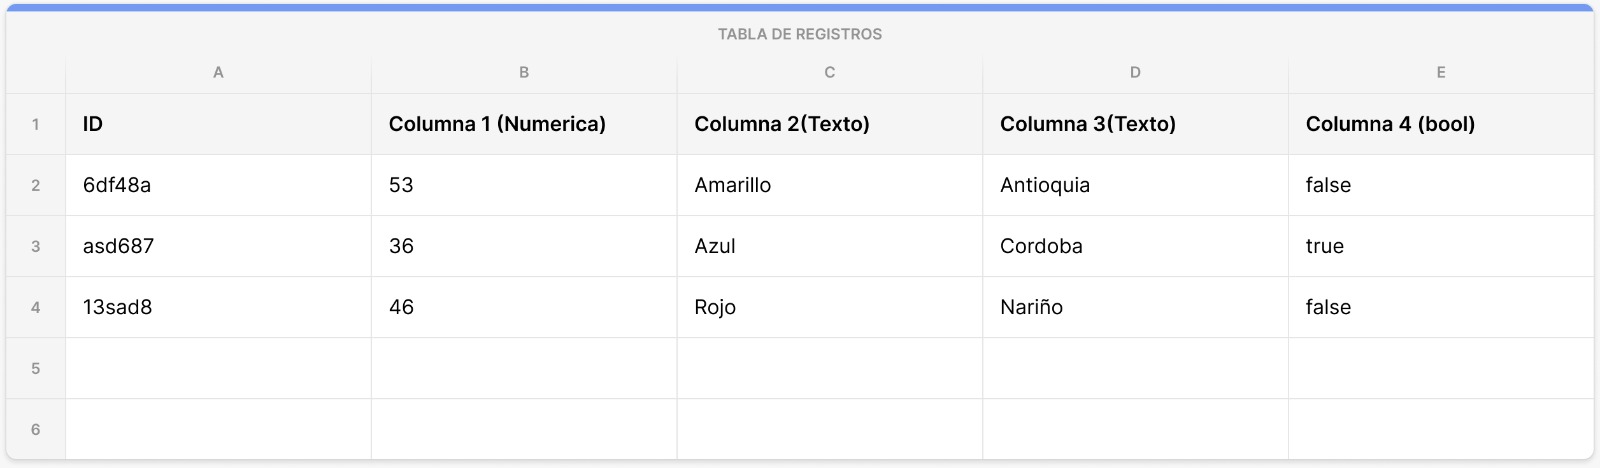 TABLA DE REGISTROS
A B C D E
1 ID Columna 1 (Numerica) Columna 2(Texto) Columna 3(Texto) Columna 4 (bool)
2 6df48a 53 Amarillo Antioquia false
3 asd687 36 Azul Cordoba true
4 13sad8 46 Rojo Nariño false
5
6